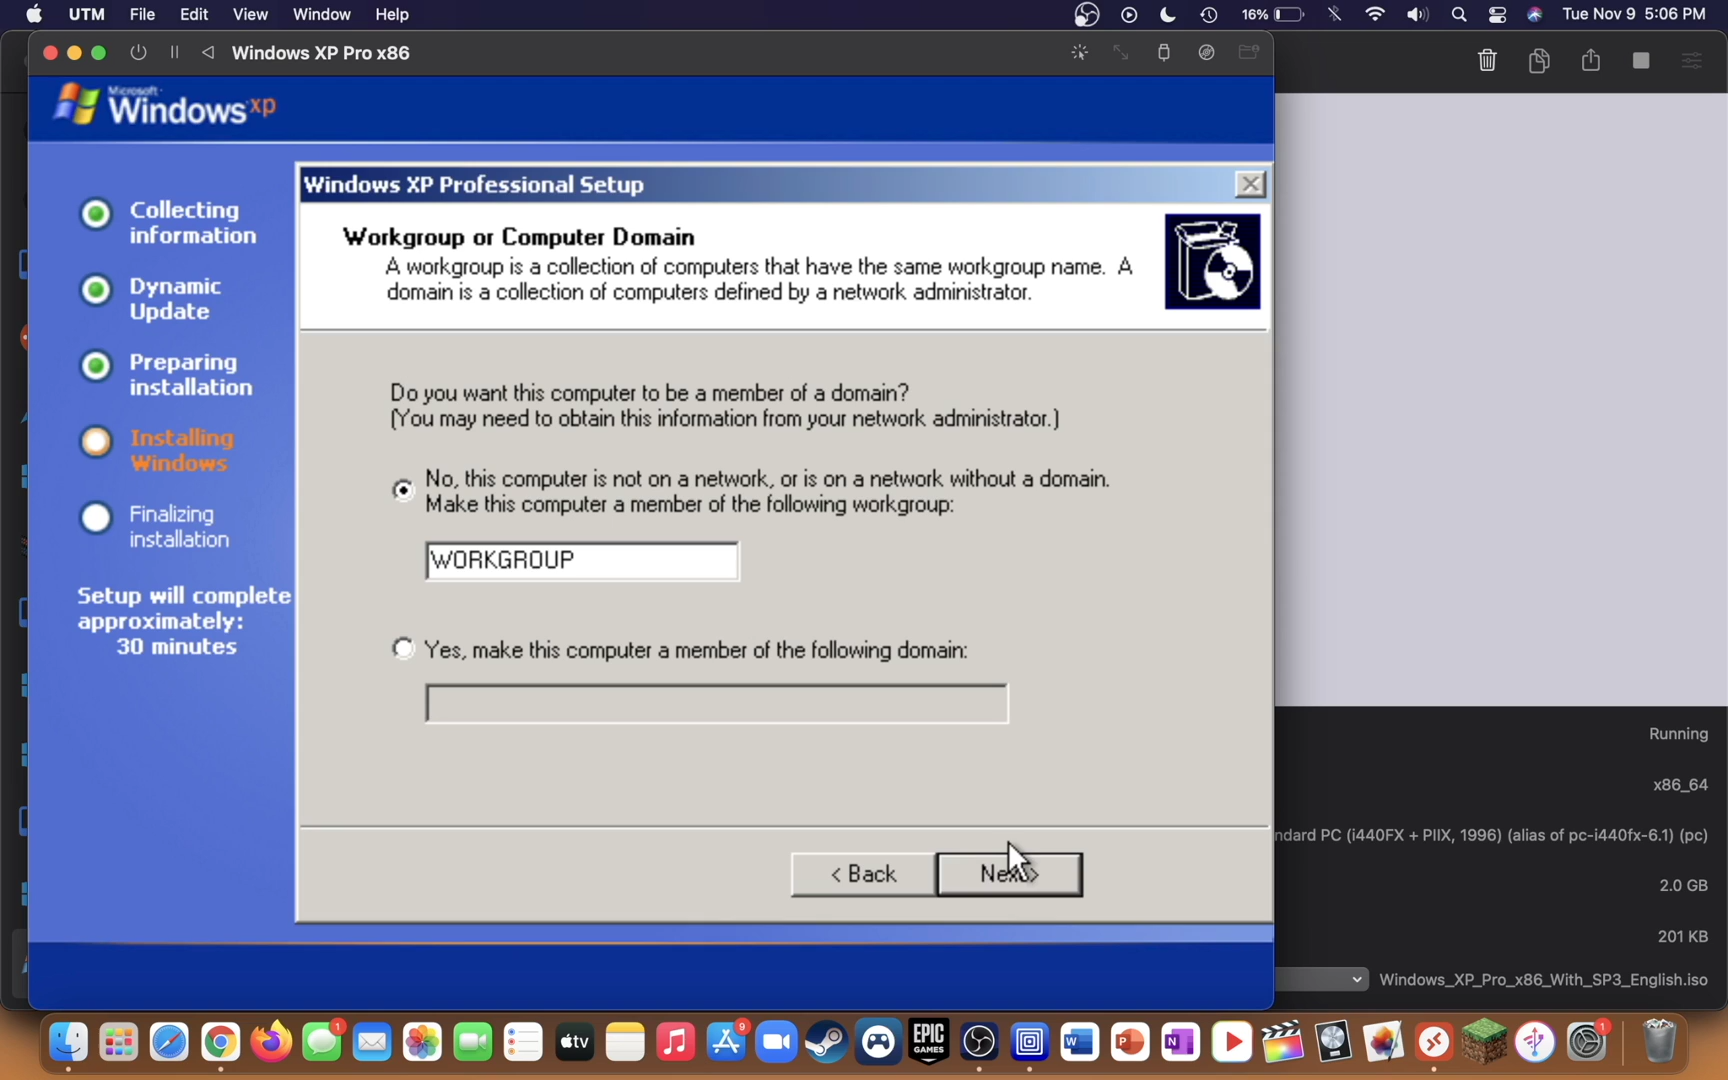 UTM File Edit View Window Help
16%
Tue Nov 9 5:06 PM
Windows XP Pro x86
Microsoft
Windows xp
Collecting
information
Dynamic
Update
Preparing
installation
Installing
Windows
Finalizing
installation
Setup will complete
approximately:
30 minutes
Windows XP Professional Setup
Workgroup or Computer Domain
A workgroup is a collection of computers that have the same workgroup name. A
domain is a collection of computers defined by a network administrator.
Do you want this computer to be a member of a domain?
(You may need to obtain this information from your network administrator.)
No, this computer is not on a network, or is on a network without a domain.
Make this computer a member of the following workgroup:
WORKGROUP
Yes, make this computer a member of the following domain:
< Back
Next >
Running
x86_64
ndard PC (i440FX + PIIX, 1996) (alias of pc-i440fx-6.1) (pc)
2.0 GB
201 KB
Windows_XP_Pro_x86_With_SP3_English.iso
1
tv
9
EPIC
GAMES
W
P
N
1